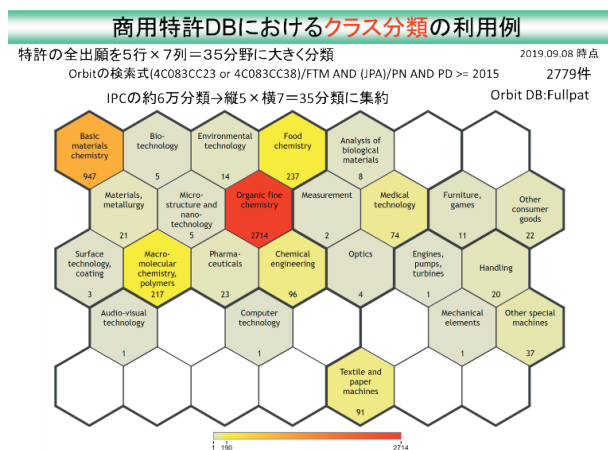 商用特許DBにおけるクラス分類の利用例
特許の全出願を5行×7列＝35分野に大きく分類
2019.09.08 時点
Orbitの検索式(4C083CC23 or 4C083CC38)/FTM AND (JPA)/PN AND PD >= 2015
2779件
IPCの約6万分類→縦5×横7＝35分類に集約
Orbit DB:Fullpat
Basic
materials
chemistry
947
Bio-
technology
5
Environmental
technology
14
Food
chemistry
237
Analysis of
biological
materials
8
Materials,
metallurgy
21
Micro-
structure and
nano-
technology
5
Organic fine
chemistry
2714
Measurement
2
Medical
technology
74
Furniture,
games
11
Other
consumer
goods
22
Surface
technology,
coating
3
Macro-
molecular
chemistry,
polymers
217
Pharma-
ceuticals
23
Chemical
engineering
96
Optics
4
Engines,
pumps,
turbines
1
Handling
20
Audio-visual
technology
1
Computer
technology
1
Mechanical
elements
1
Other special
machines
37
Textile and
paper
machines
91
1 190 2714